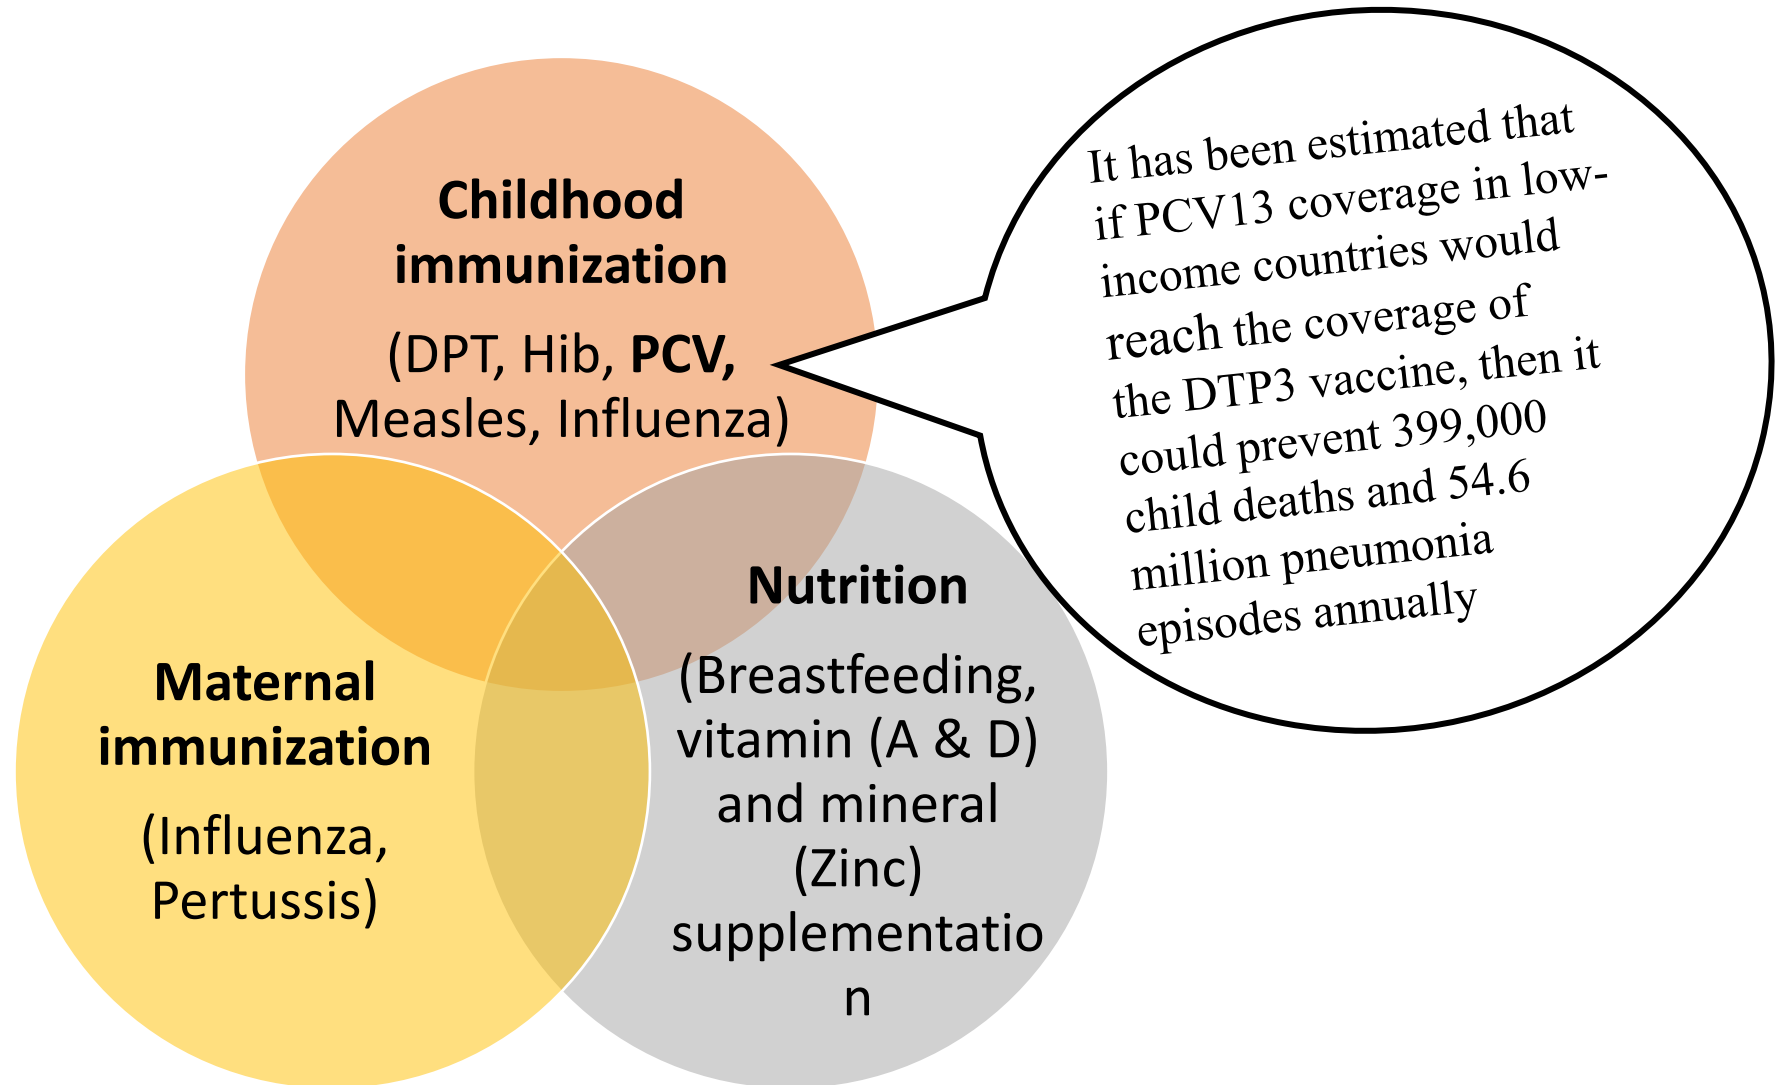 Childhood
immunization
(DPT, Hib, PCV,
Measles, Influenza)
It has been estimated that
if PCV13 coverage in low-
income countries would
reach the coverage of
the DTP3 vaccine, then it
could prevent 399,000
child deaths and 54.6
million pneumonia
episodes annually
Maternal
immunization
(Influenza,
Pertussis)
Nutrition
(Breastfeeding,
vitamin (A & D)
and mineral
(Zinc)
supplementatio
n